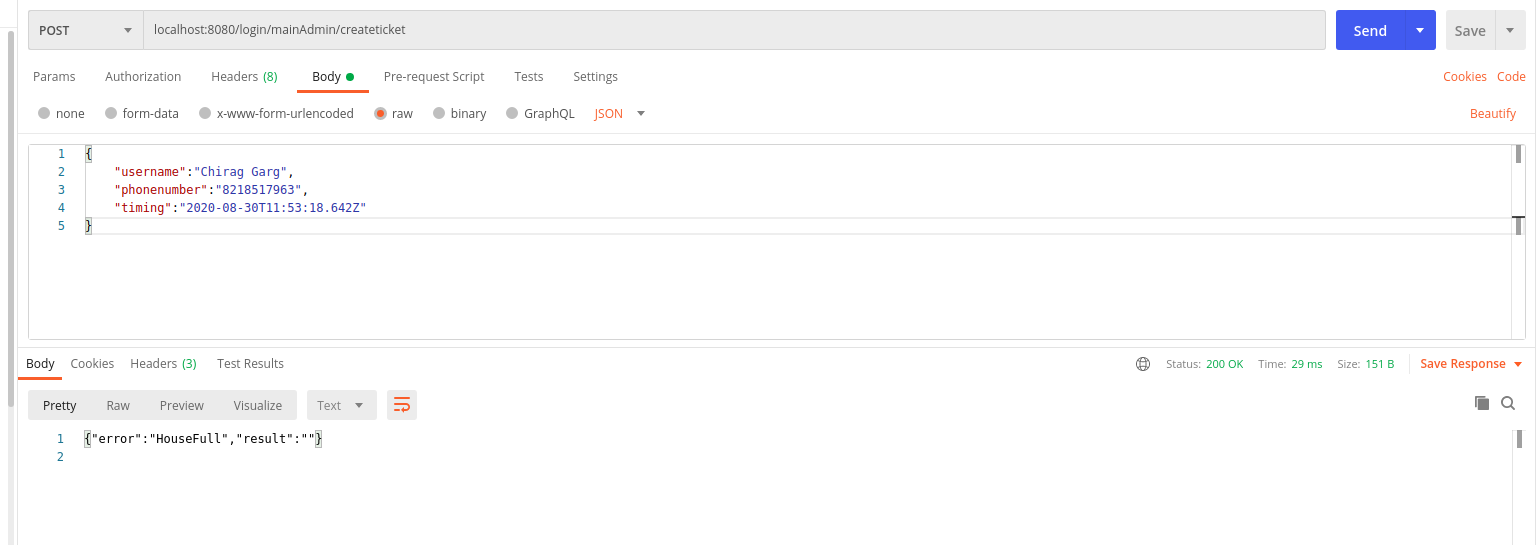 POST localhost:8080/login/mainAdmin/createticket Send Save
Params Authorization Headers (8) Body Pre-request Script Tests Settings Cookies Code
none form-data x-www-form-urlencoded raw binary GraphQL JSON Beautify
1 {
2 "username":"Chirag Garg",
3 "phonenumber":"8218517963",
4 "timing":"2020-08-30T11:53:18.642Z"
5 }
Body Cookies Headers (3) Test Results Status: 200 OK Time: 29 ms Size: 151 B Save Response
Pretty Raw Preview Visualize Text
1 {"error":"HouseFull","result":""}
2